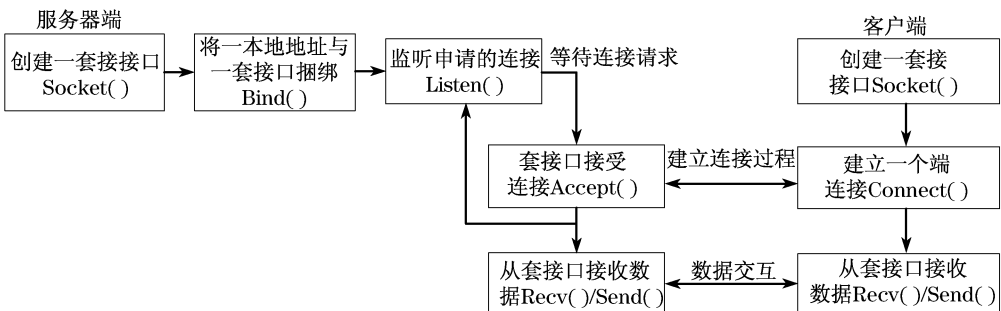 服务器端
创建一套接接口
Socket( )
将一本地地址与
一套接口捆绑
Bind( )
监听申请的连接
Listen( )
等待连接请求
客户端
创建一套接
接口Socket( )
套接口接受
连接Accept( )
建立连接过程
建立一个端
连接Connect( )
从套接口接收数
据Recv( )/Send( )
数据交互
从套接口接收
数据Recv( )/Send( )